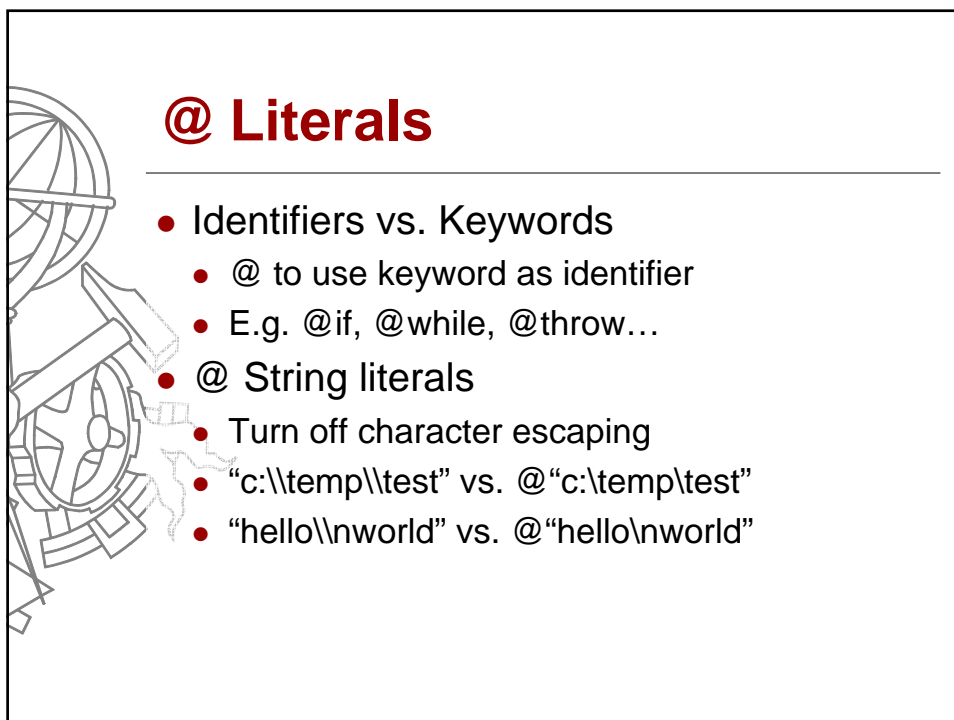 @ Literals
● Identifiers vs. Keywords
● @ to use keyword as identifier
● E.g. @if, @while, @throw…
● @ String literals
● Turn off character escaping
● “c:\\temp\\test” vs. @“c:\temp\test”
● “hello\\nworld” vs. @“hello\nworld”